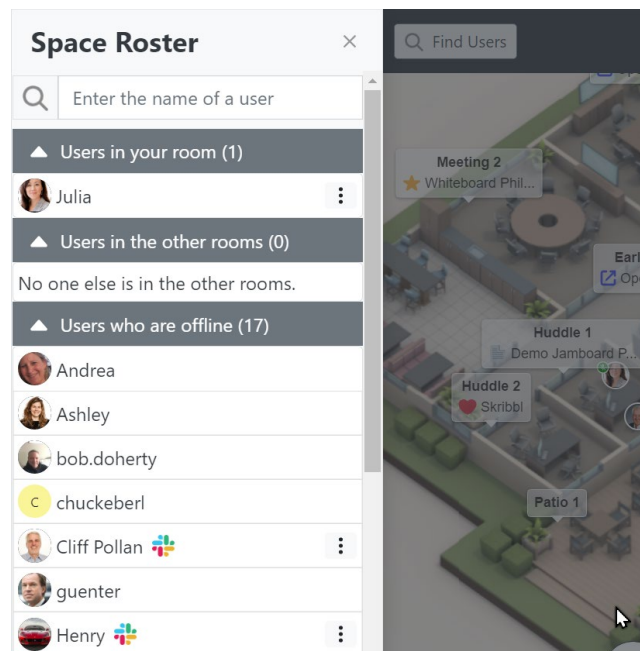 Space Roster
Find Users
Enter the name of a user
Users in your room (1)
Julia
Users in the other rooms (0)
No one else is in the other rooms.
Users who are offline (17)
Andrea
Ashley
bob.doherty
C chuckeberl
Cliff Pollan
guenter
Henry
Meeting 2
Whiteboard Phil...
Earl
Ope
Huddle 1
Demo Jamboard P...
Huddle 2
Skribbl
Patio 1